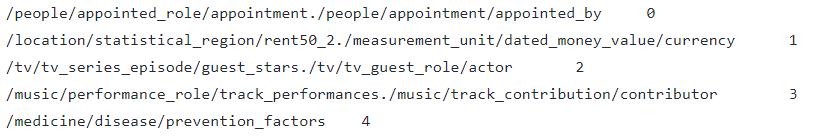 /people/appointed_role/appointment./people/appointment/appointed_by 0
/location/statistical_region/rent50_2./measurement_unit/dated_money_value/currency 1
/tv/tv_series_episode/guest_stars./tv/tv_guest_role/actor 2
/music/performance_role/track_performances./music/track_contribution/contributor 3
/medicine/disease/prevention_factors 4